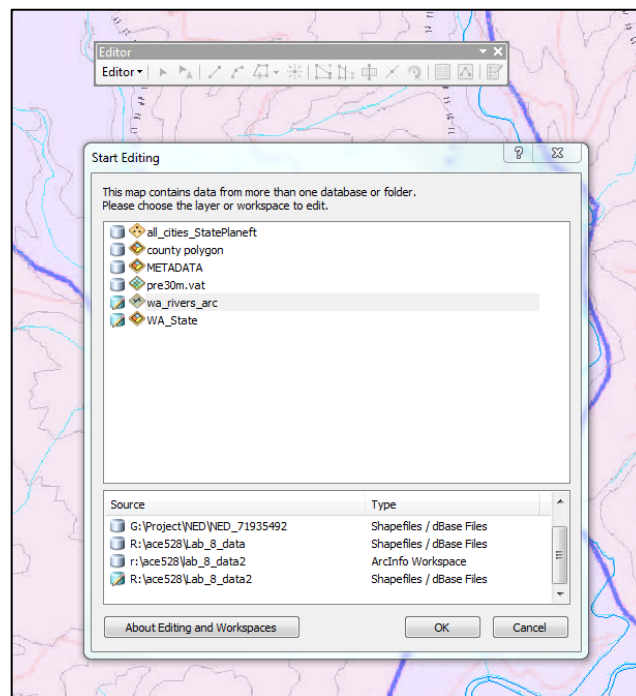 Editor
Editor
Start Editing
This map contains data from more than one database or folder.
Please choose the layer or workspace to edit.
all_cities_StatePlaneft
county polygon
METADATA
pre30m.vat
wa_rivers_arc
WA_State
Source Type
G:\Project\NED\NED_71935492 Shapefiles / dBase Files
R:\ace528\Lab_8_data Shapefiles / dBase Files
r:\ace528\lab_8_data2 ArcInfo Workspace
R:\ace528\Lab_8_data2 Shapefiles / dBase Files
About Editing and Workspaces OK Cancel